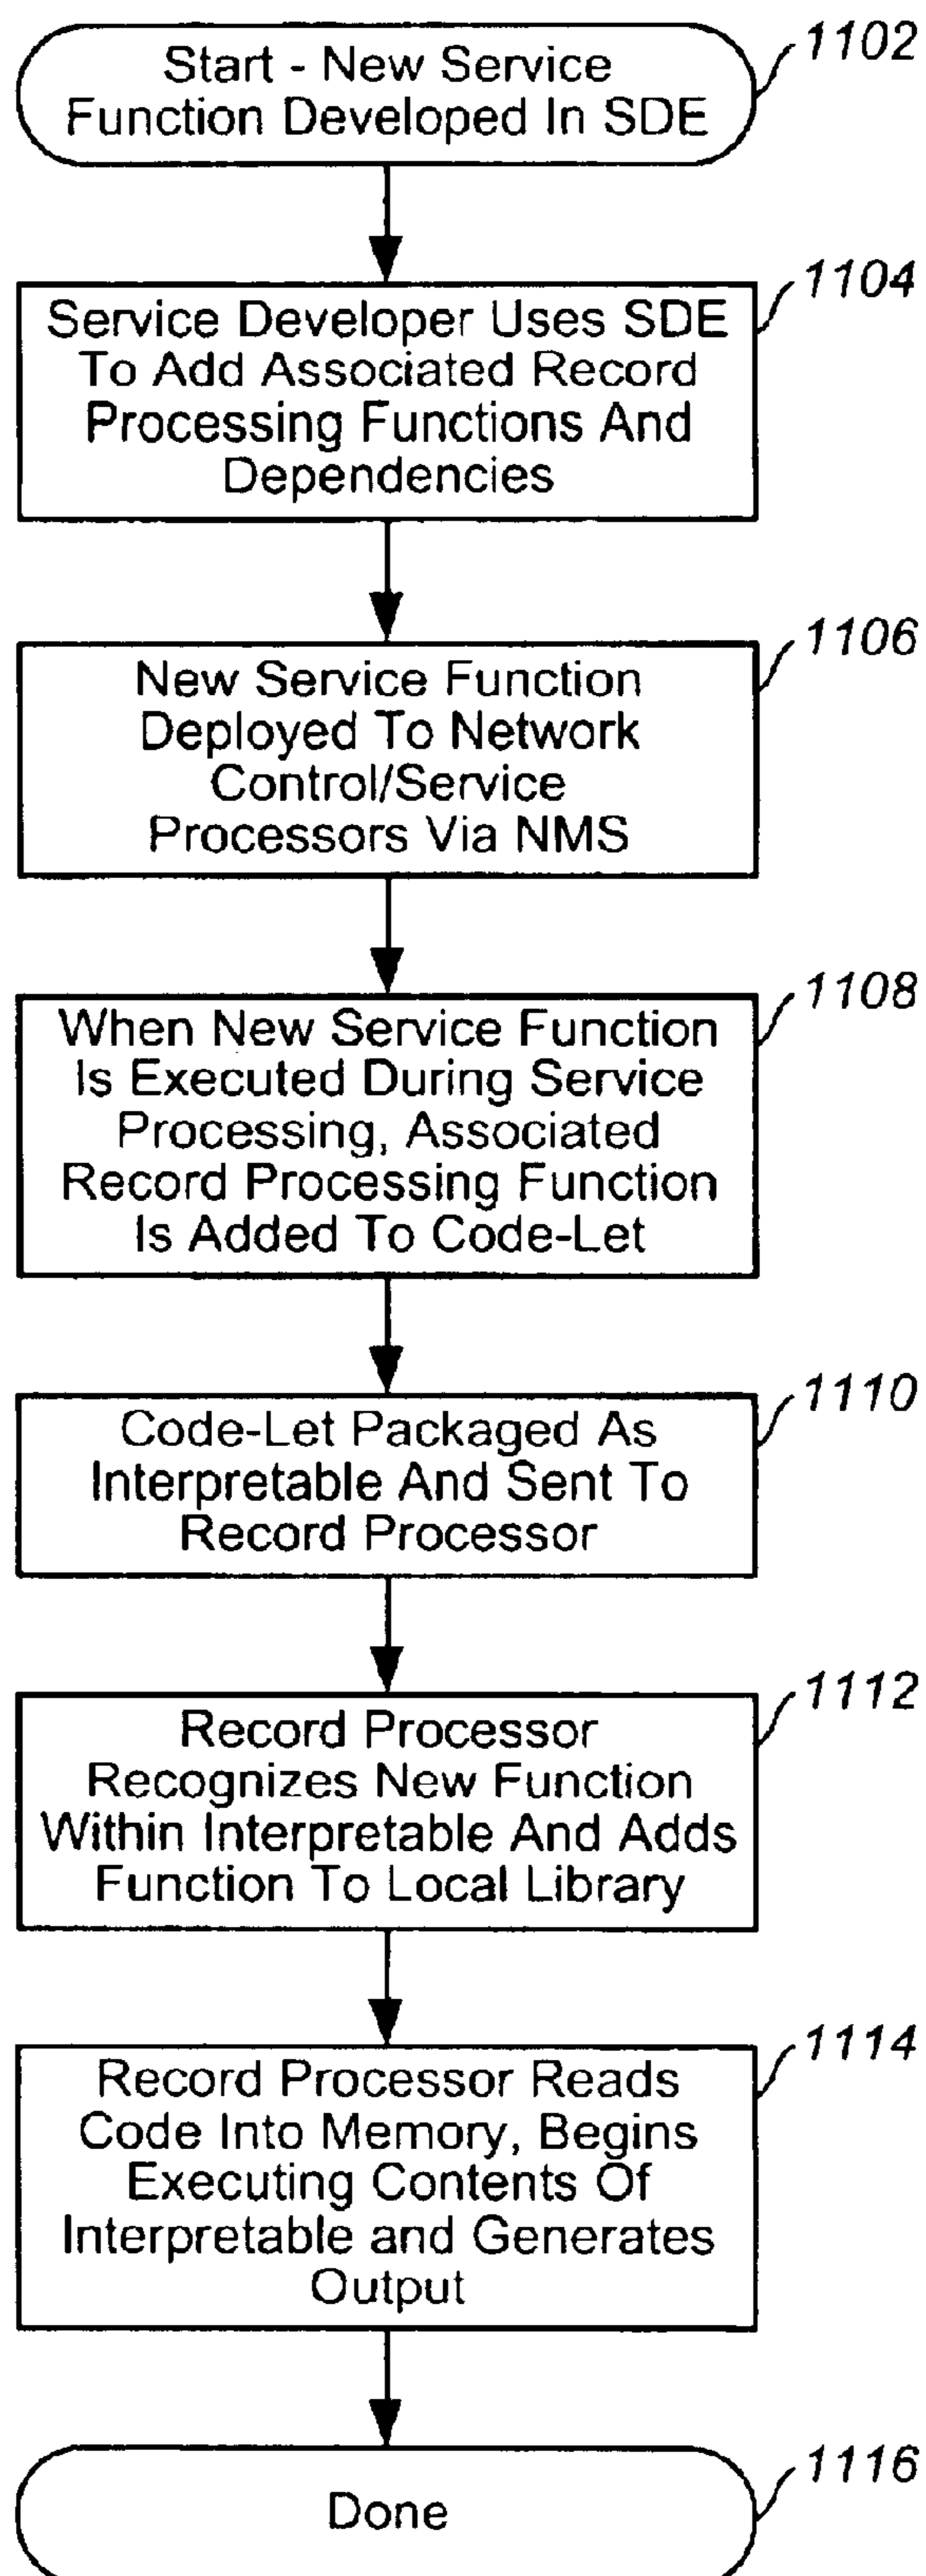 1102
Start - New Service
Function Developed In SDE
1104
Service Developer Uses SDE
To Add Associated Record
Processing Functions And
Dependencies
1106
New Service Function
Deployed To Network
Control/Service
Processors Via NMS
1108
When New Service Function
Is Executed During Service
Processing, Associated
Record Processing Function
Is Added To Code-Let
1110
Code-Let Packaged As
Interpretable And Sent To
Record Processor
1112
Record Processor
Recognizes New Function
Within Interpretable And Adds
Function To Local Library
1114
Record Processor Reads
Code Into Memory, Begins
Executing Contents Of
Interpretable and Generates
Output
1116
Done